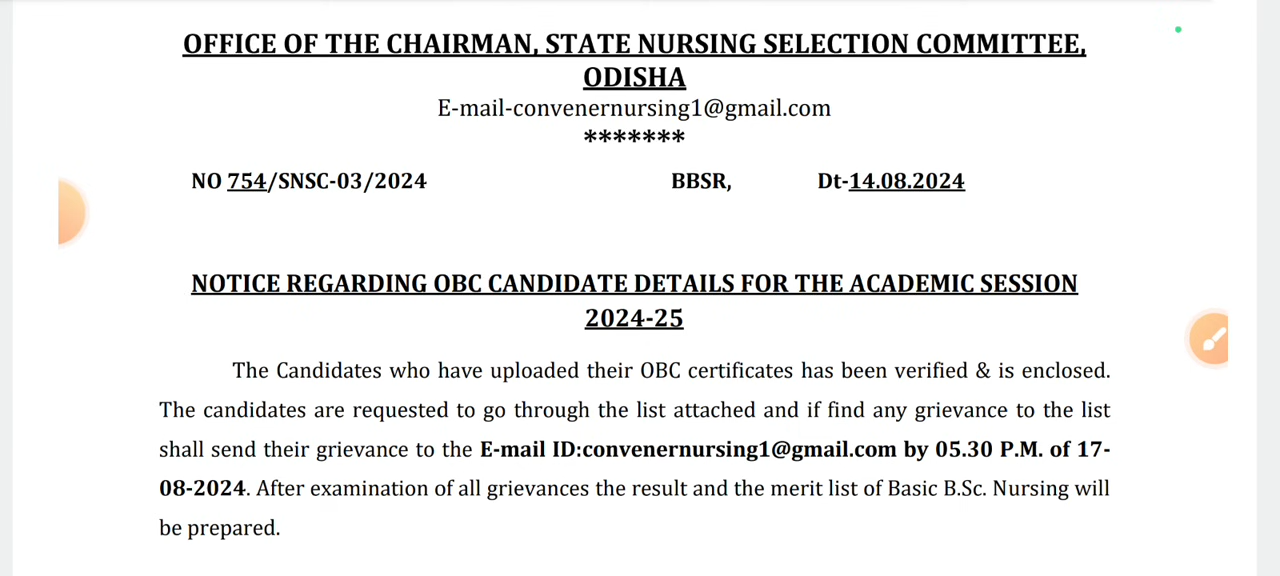 OFFICE OF THE CHAIRMAN, STATE NURSING SELECTION COMMITTEE,
ODISHA
E-mail-convenernursing1@gmail.com
*******
NO 754/SNSC-03/2024 BBSR, Dt-14.08.2024
NOTICE REGARDING OBC CANDIDATE DETAILS FOR THE ACADEMIC SESSION
2024-25
The Candidates who have uploaded their OBC certificates has been verified & is enclosed.
The candidates are requested to go through the list attached and if find any grievance to the list
shall send their grievance to the E-mail ID:convenernursing1@gmail.com by 05.30 P.M. of 17-
08-2024. After examination of all grievances the result and the merit list of Basic B.Sc. Nursing will
be prepared.